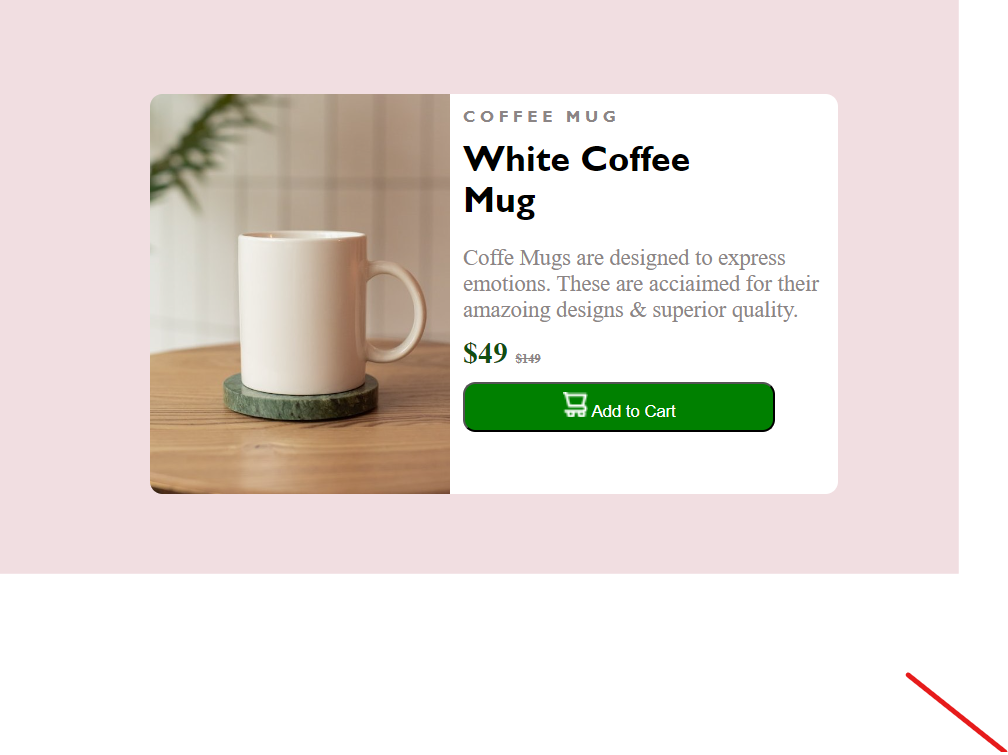 COFFEE MUG
White Coffee
Mug
Coffe Mugs are designed to express
emotions. These are acciaimed for their
amazoing designs & superior quality.
$49 $149
Add to Cart